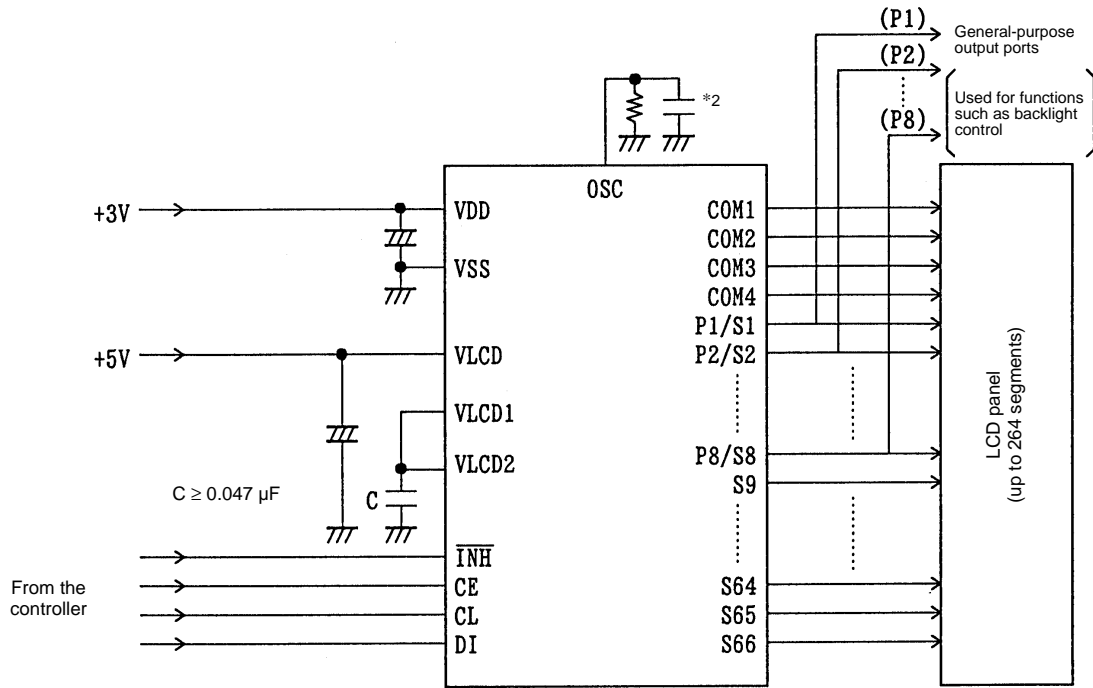 (P1)
General-purpose
output ports
(P2)
*2
Used for functions
such as backlight
control
(P8)
OSC
+3V
VDD
VSS
+5V
VLCD
VLCD1
VLCD2
C ≥ 0.047 µF
C
From the
controller
INH
CE
CL
DI
COM1
COM2
COM3
COM4
P1/S1
P2/S2
P8/S8
S9
S64
S65
S66
LCD panel
(up to 264 segments)